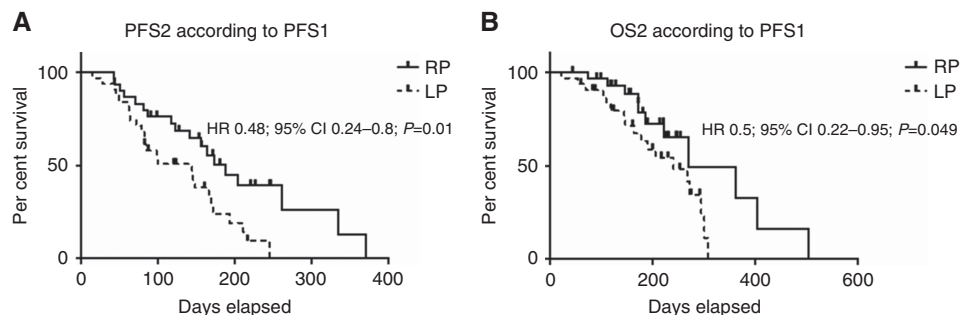 A
PFS2 according to PFS1
100
50
0
Per cent survival
RP
LP
HR 0.48; 95% CI 0.24–0.8; P=0.01
0 100 200 300 400
Days elapsed
B
OS2 according to PFS1
100
50
0
Per cent survival
RP
LP
HR 0.5; 95% CI 0.22–0.95; P=0.049
0 200 400 600
Days elapsed